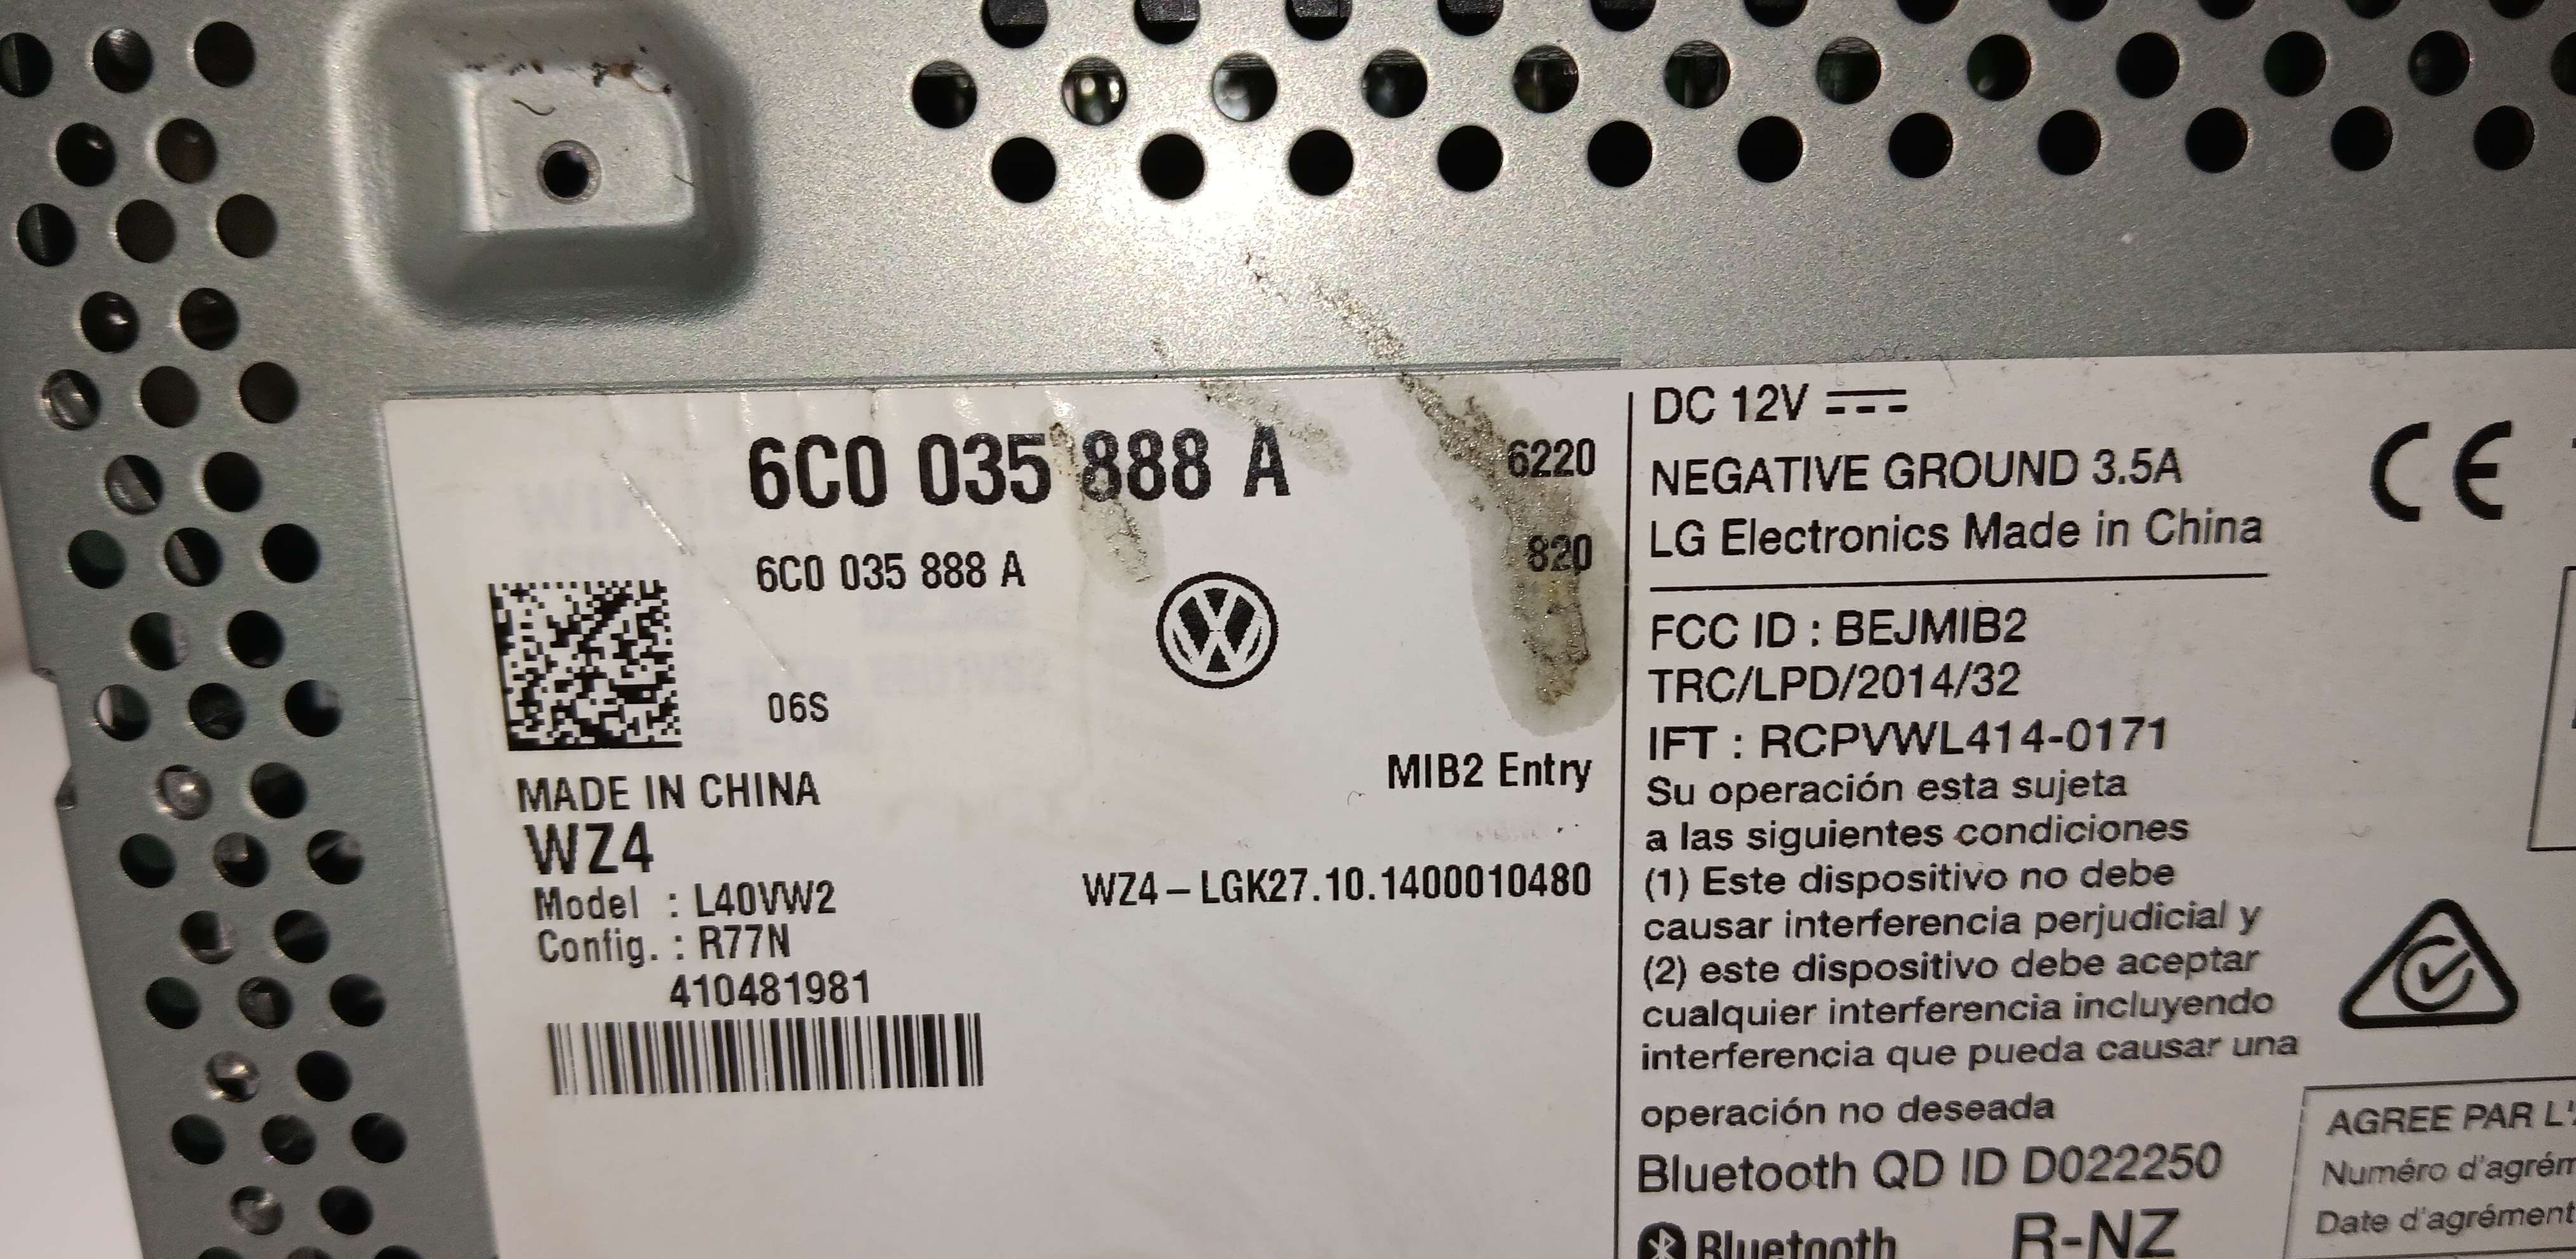 6C0 035 888 A
6220
6C0 035 888 A
820
06S
MIB2 Entry
MADE IN CHINA
WZ4
WZ4-LGK27.10.1400010480
Model : L40VW2
Config. : R77N
410481981
DC 12V
NEGATIVE GROUND 3.5A
LG Electronics Made in China
CE
FCC ID : BEJMIB2
TRC/LPD/2014/32
IFT : RCPVWL414-0171
Su operación esta sujeta
a las siguientes condiciones
(1) Este dispositivo no debe
causar interferencia perjudicial y
(2) este dispositivo debe aceptar
cualquier interferencia incluyendo
interferencia que pueda causar una
operación no deseada
Bluetooth QD ID D022250
Bluetooth
R-NZ
AGREE PAR L'
Numéro d'agrém
Date d'agrément